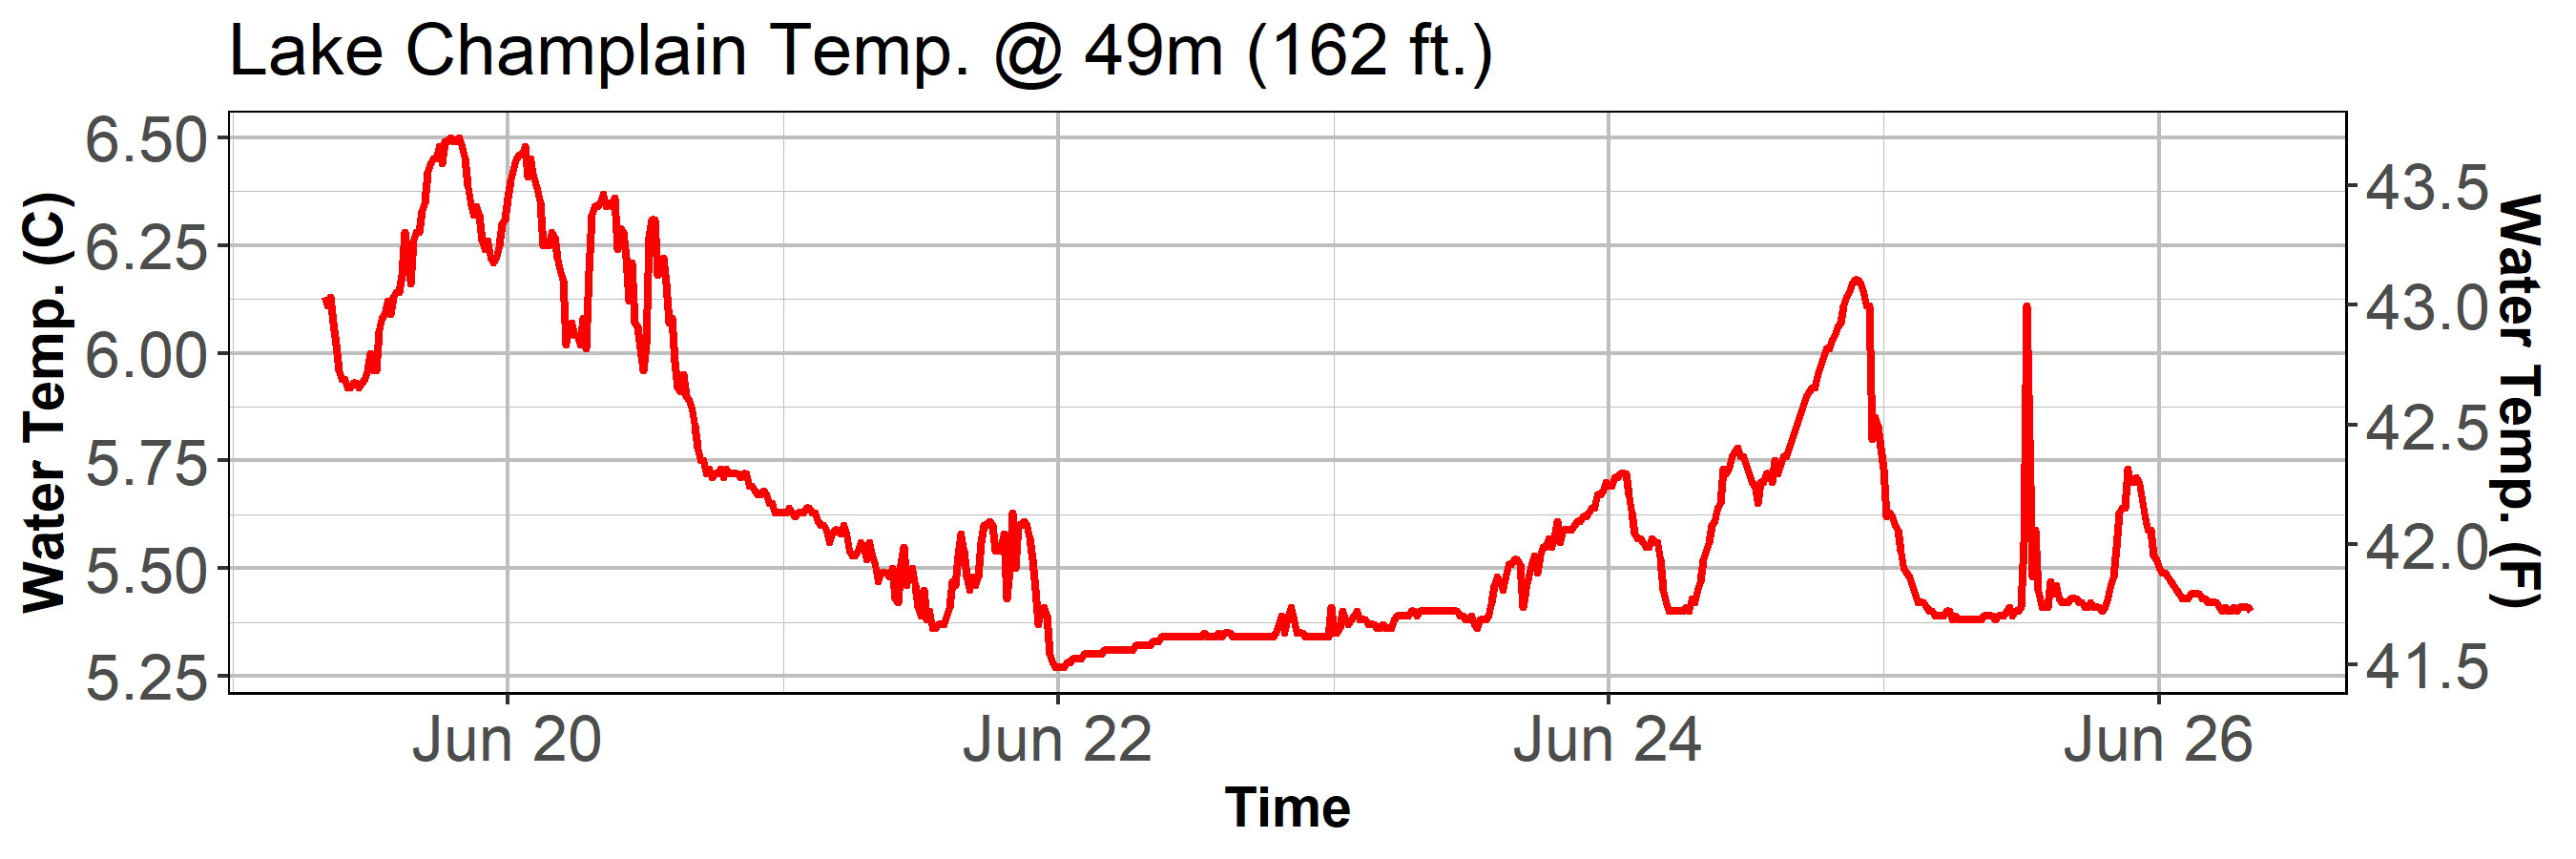 Lake Champlain Temp. @ 49m (162 ft.)
Water Temp. (C)
6.50
6.25
6.00
5.75
5.50
5.25
43.5
43.0
42.5
42.0
41.5
Water Temp. (F)
Jun 20
Jun 22
Jun 24
Jun 26
Time